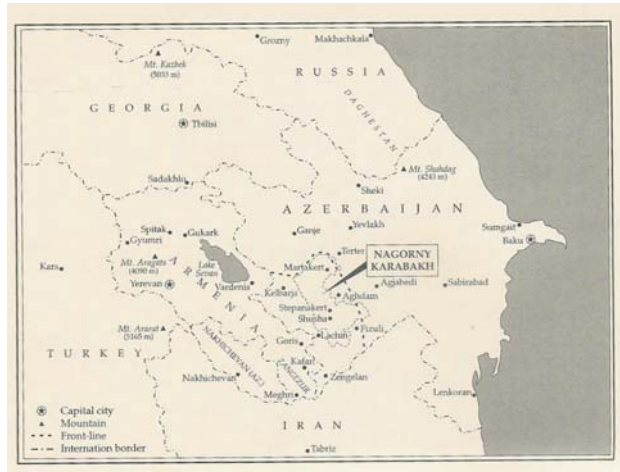 Grozny
Makhachkala
Mt. Kazbek
(5033 m)
RUSSIA
DAGHESTAN
GEORGIA
Tbilisi
Mt. Shahdag
(4243 m)
Sadakhlo
Sheki
AZERBAIJAN
Spitak
Gukark
Gyumri
Ganje
Yevlakh
Sumgait
Baku
Terter
NAGORNY
KARABAKH
Mt. Aragats
(4090 m)
Lake
Sevan
Martakert
Kars
Yerevan
ARMENIA
Vardenis
Kelbarja
Aghdam
Agjabedi
Sabirabad
Stepanakert
Shusha
Mt. Ararat
(5165 m)
Lachin
Fizuli
Goris
TURKEY
NAKHICHEVAN (AZ.)
Kafan
ZANGEZUR
Nakhichevan
Zengelan
Meghri
Lenkoran
IRAN
Tabriz
Capital city
Mountain
Front-line
Internation border